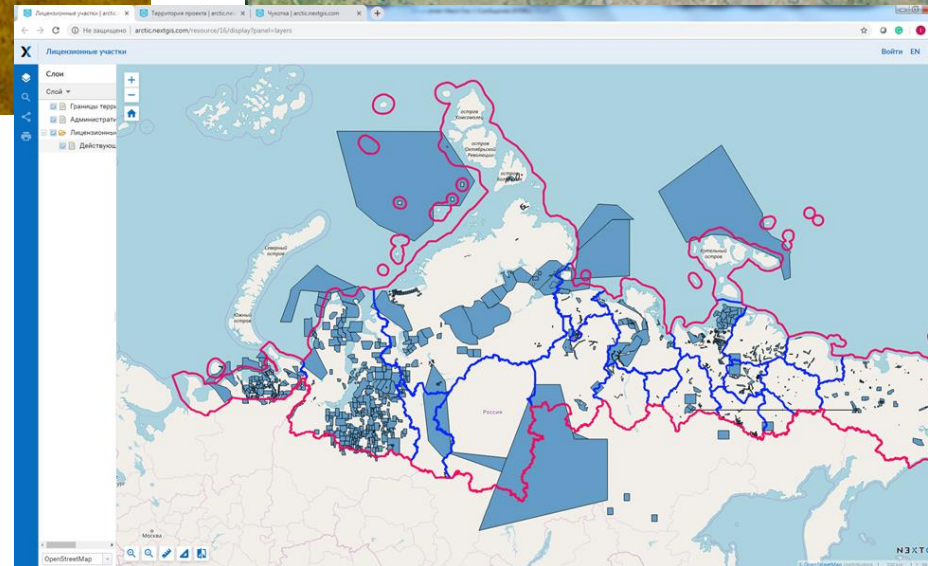 Лицензионные участки | arctic
Территория проекта | arctic.ne
Чукотка | arctic.nextgis.com
Не защищено | arctic.nextgis.com/resource/16/display?panel=layers
Лицензионные участки
Войти EN
Слои
Слой
Границы терр
Администрати
Лицензионны
Действующ
остров
Комсомолец
остров
Октябрьской
Революции
остров
Северный
остров
Южный
остров
Котельный
остров
Россия
Москва
OpenStreetMap
NEXTG